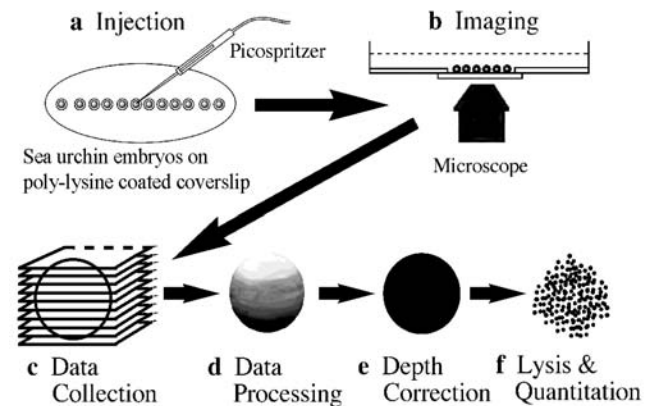 a Injection
Picospritzer
Sea urchin embryos on
poly-lysine coated coverslip
b Imaging
Microscope
c Data
Collection
d Data
Processing
e Depth
Correction
f Lysis &
Quantitation